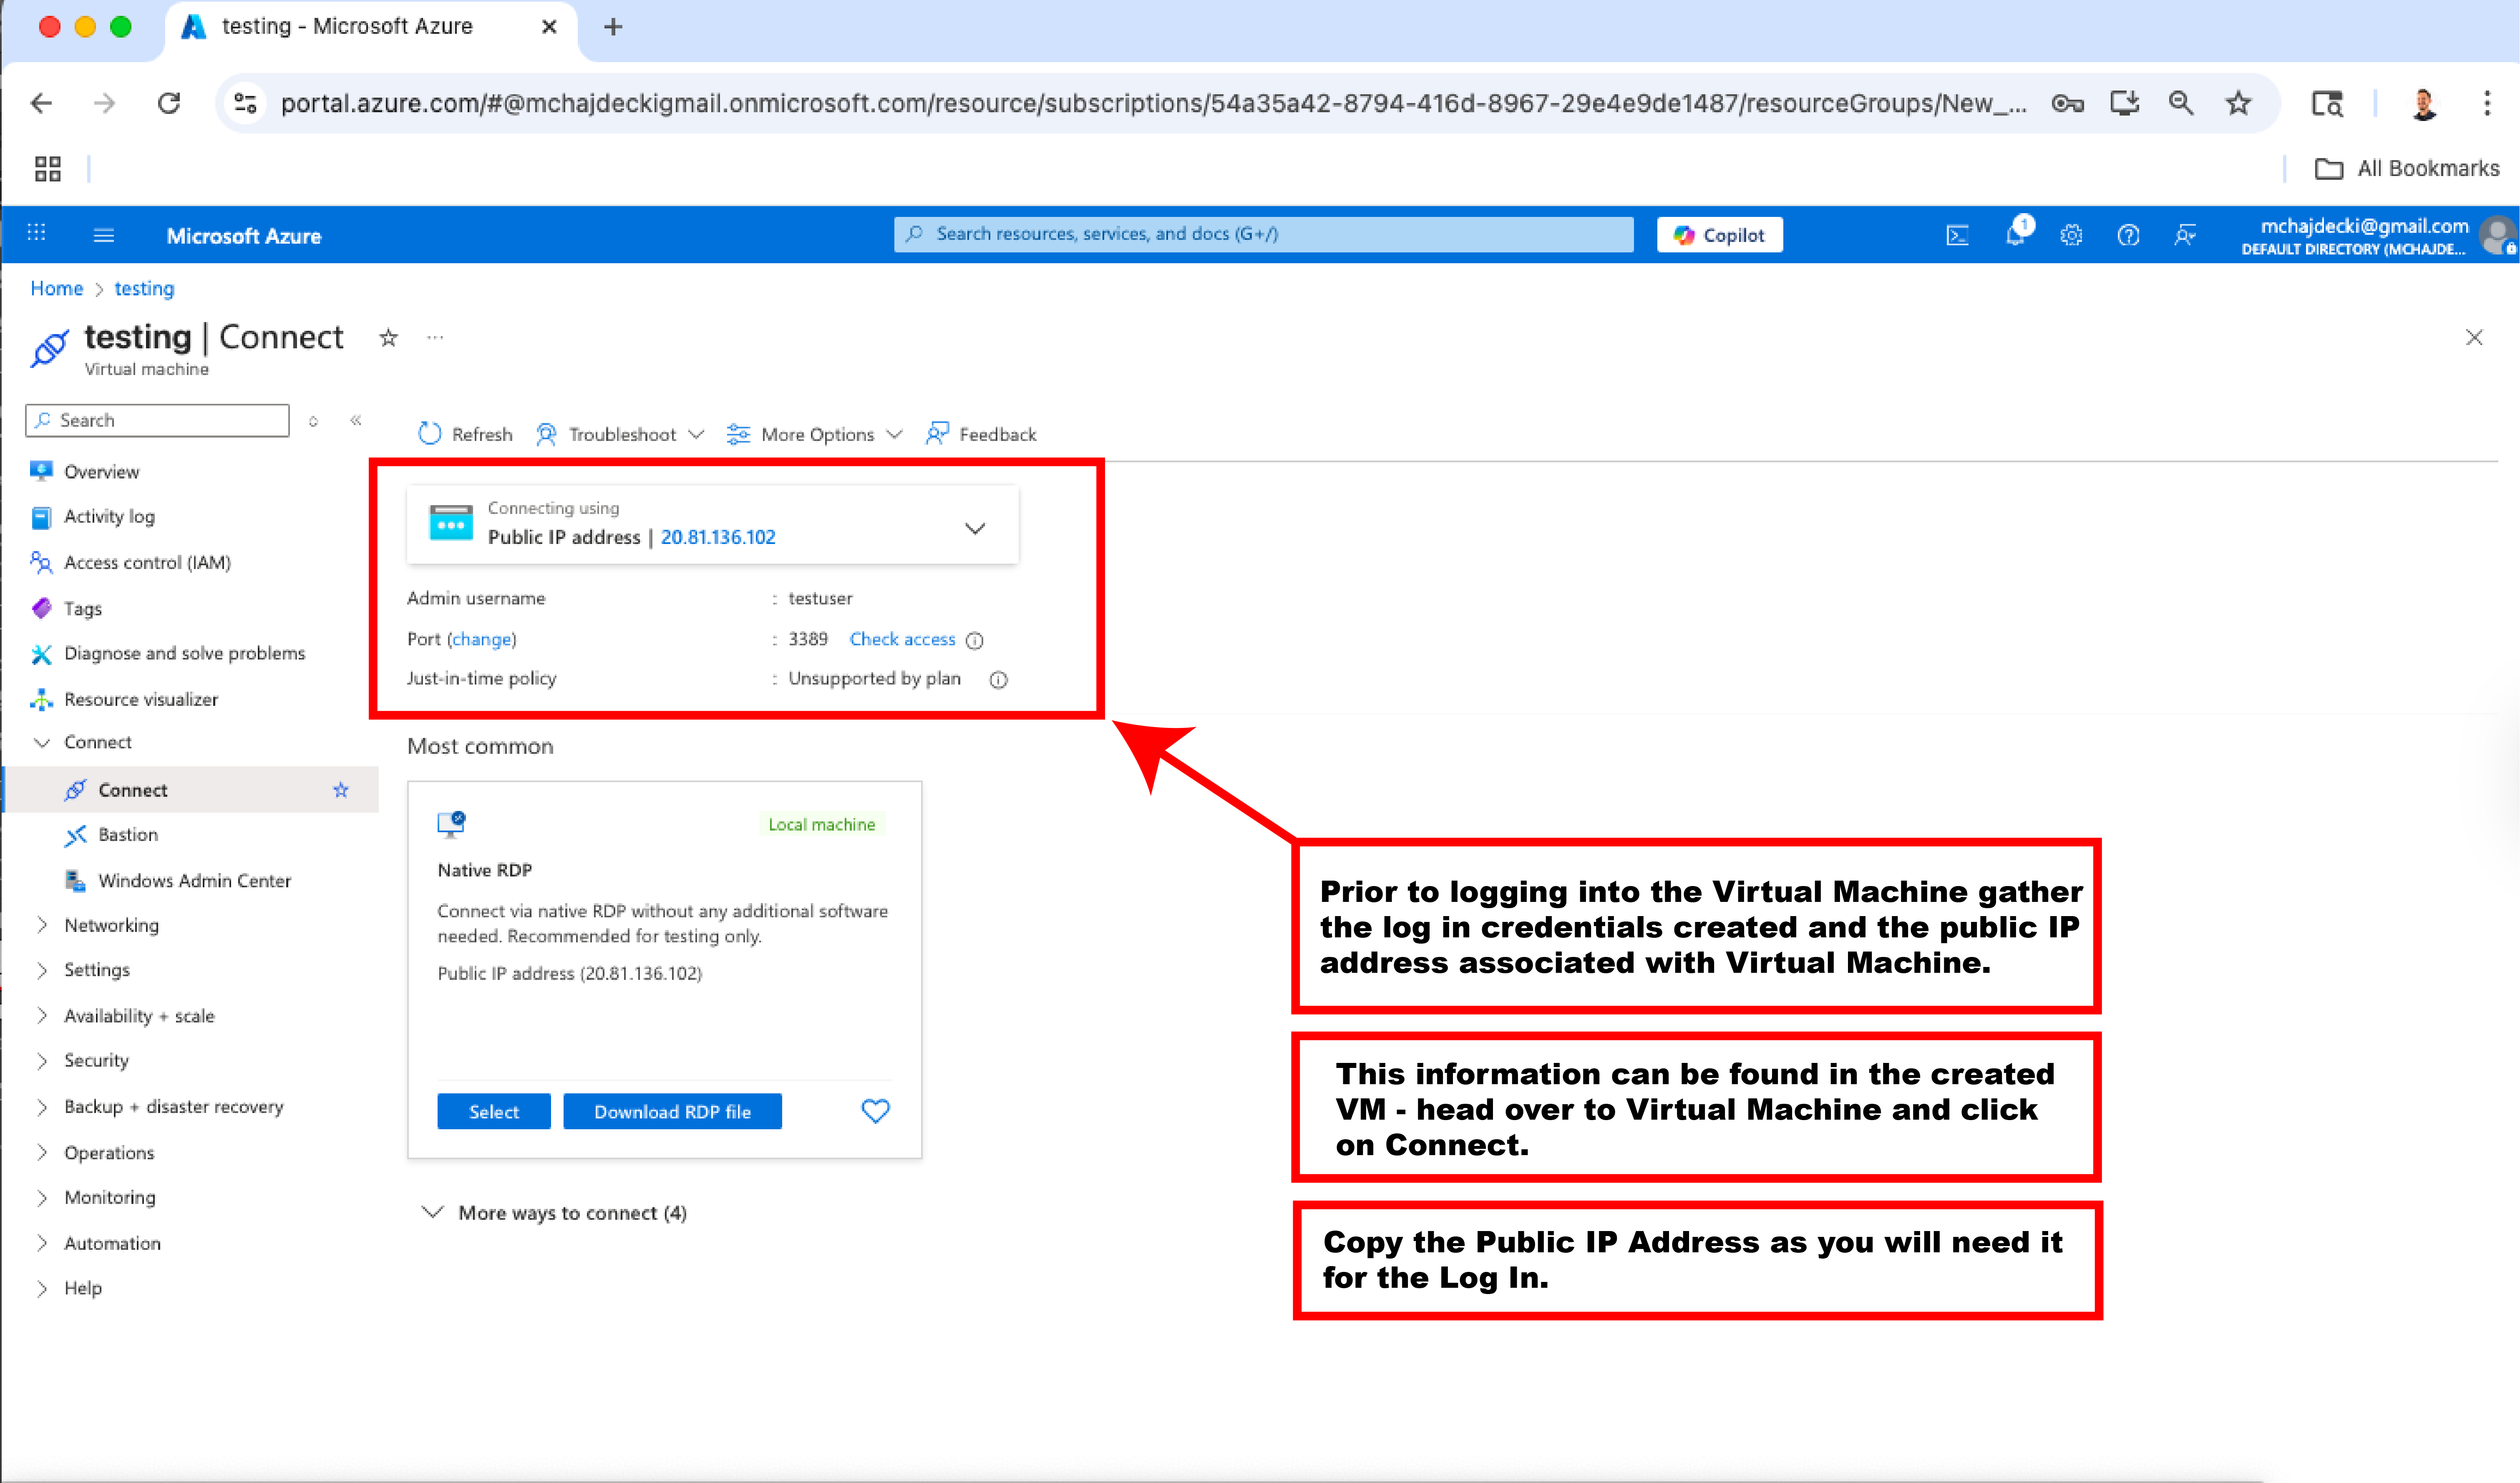 testing - Microsoft Azure
portal.azure.com/#@mchajdeckigmail.onmicrosoft.com/resource/subscriptions/54a35a42-8794-416d-8967-29e4e9de1487/resourceGroups/New_...
All Bookmarks
Microsoft Azure
Search resources, services, and docs (G+/)
Copilot
1
mchajdecki@gmail.com
DEFAULT DIRECTORY (MCHAJDE...
Home > testing
testing | Connect
Virtual machine
Search
Refresh
Troubleshoot
More Options
Feedback
Overview
Activity log
Access control (IAM)
Tags
Diagnose and solve problems
Resource visualizer
Connect
Connect
Bastion
Windows Admin Center
Networking
Settings
Availability + scale
Security
Backup + disaster recovery
Operations
Monitoring
Automation
Help
Connecting using
Public IP address | 20.81.136.102
Admin username : testuser
Port (change) : 3389 Check access
Just-in-time policy : Unsupported by plan
Most common
Local machine
Native RDP
Connect via native RDP without any additional software
needed. Recommended for testing only.
Public IP address (20.81.136.102)
Select
Download RDP file
More ways to connect (4)
Prior to logging into the Virtual Machine gather
the log in credentials created and the public IP
address associated with Virtual Machine.
This information can be found in the created
VM - head over to Virtual Machine and click
on Connect.
Copy the Public IP Address as you will need it
for the Log In.